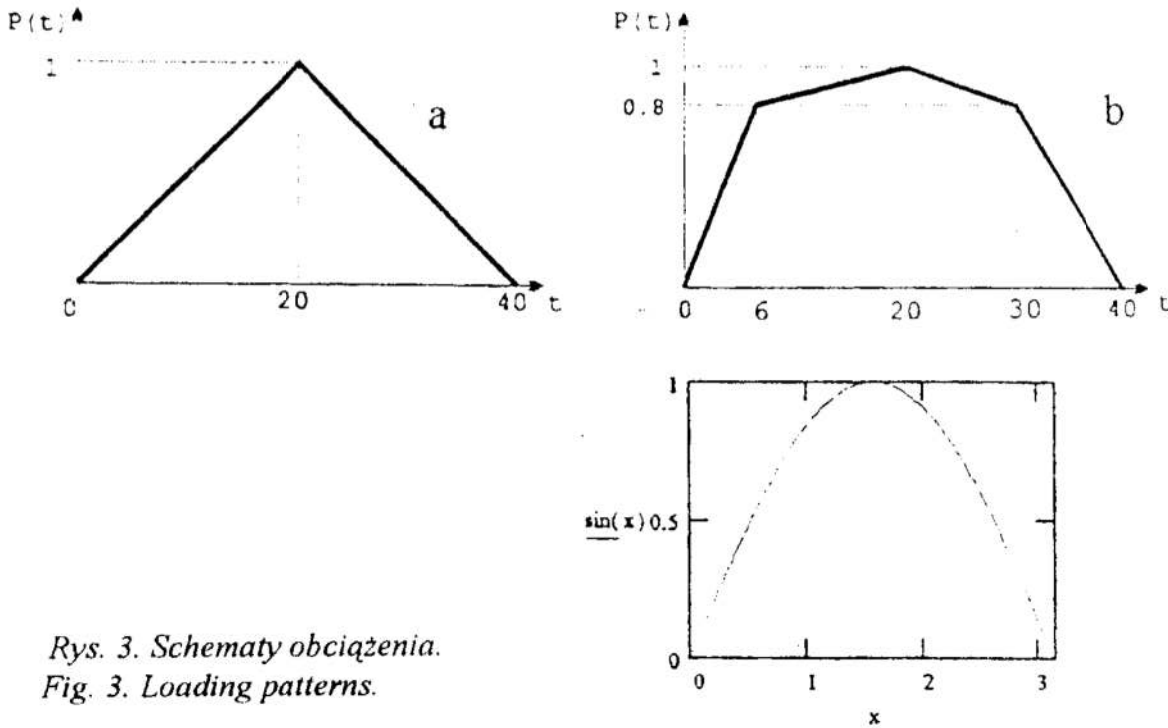 P(t)
1
a
0
20
40
t
P(t)
1
0.8
b
0
6
20
30
40
t
1
sin(x)
0.5
0
0
1
2
3
x
Rys. 3. Schematy obciążenia.
Fig. 3. Loading patterns.